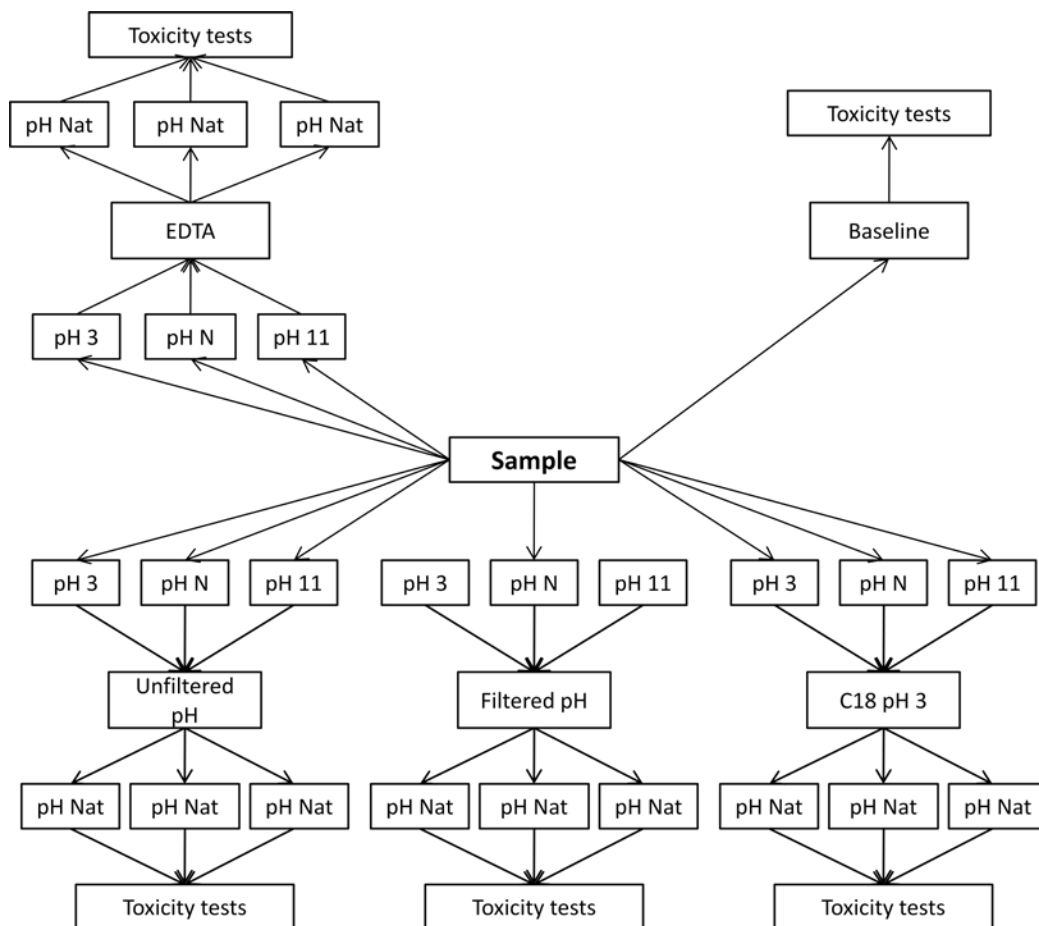 Toxicity tests
pH Nat
pH Nat
pH Nat
Toxicity tests
EDTA
Baseline
pH 3
pH N
pH 11
Sample
pH 3
pH N
pH 11
pH 3
pH N
pH 11
pH 3
pH N
pH 11
Unfiltered
pH
Filtered pH
C18 pH 3
pH Nat
pH Nat
pH Nat
pH Nat
pH Nat
pH Nat
pH Nat
pH Nat
pH Nat
Toxicity tests
Toxicity tests
Toxicity tests